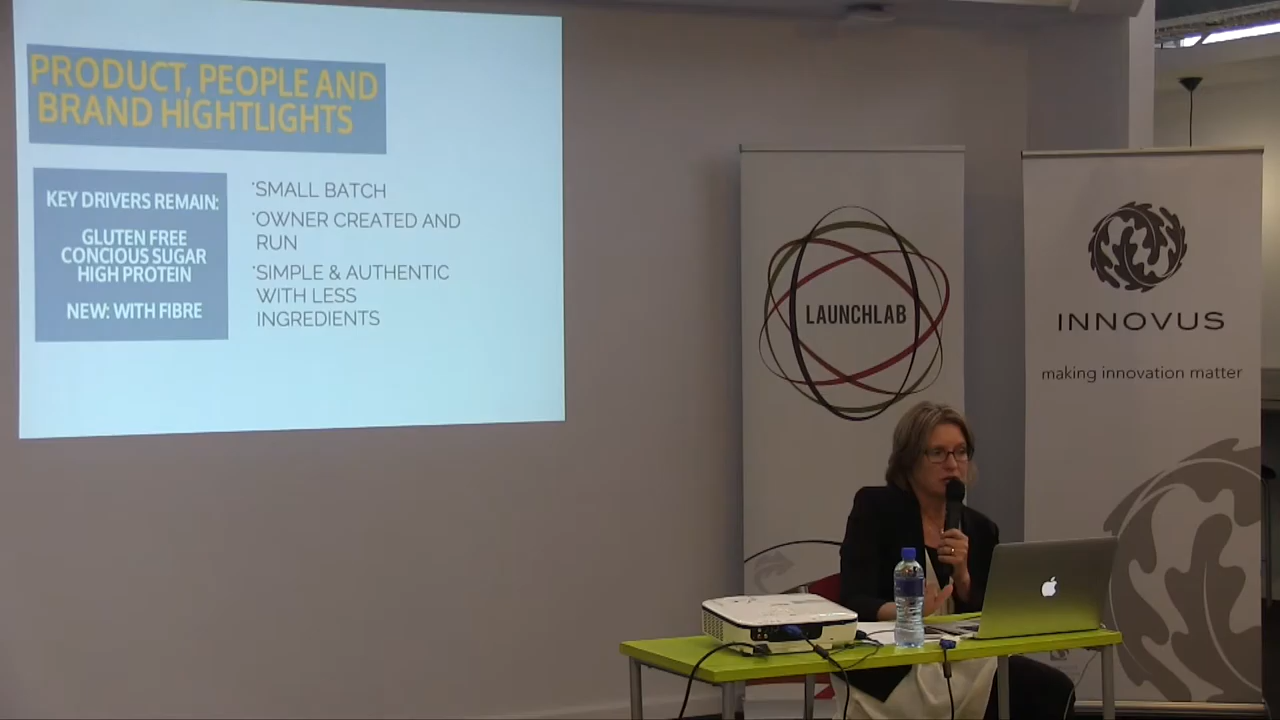 PRODUCT, PEOPLE AND
BRAND HIGHTLIGHTS
KEY DRIVERS REMAIN:
GLUTEN FREE
CONCIOUS SUGAR
HIGH PROTEIN
NEW: WITH FIBRE
*SMALL BATCH
*OWNER CREATED AND
RUN
*SIMPLE & AUTHENTIC
WITH LESS
INGREDIENTS
LAUNCHLAB
INNOVUS
making innovation matter